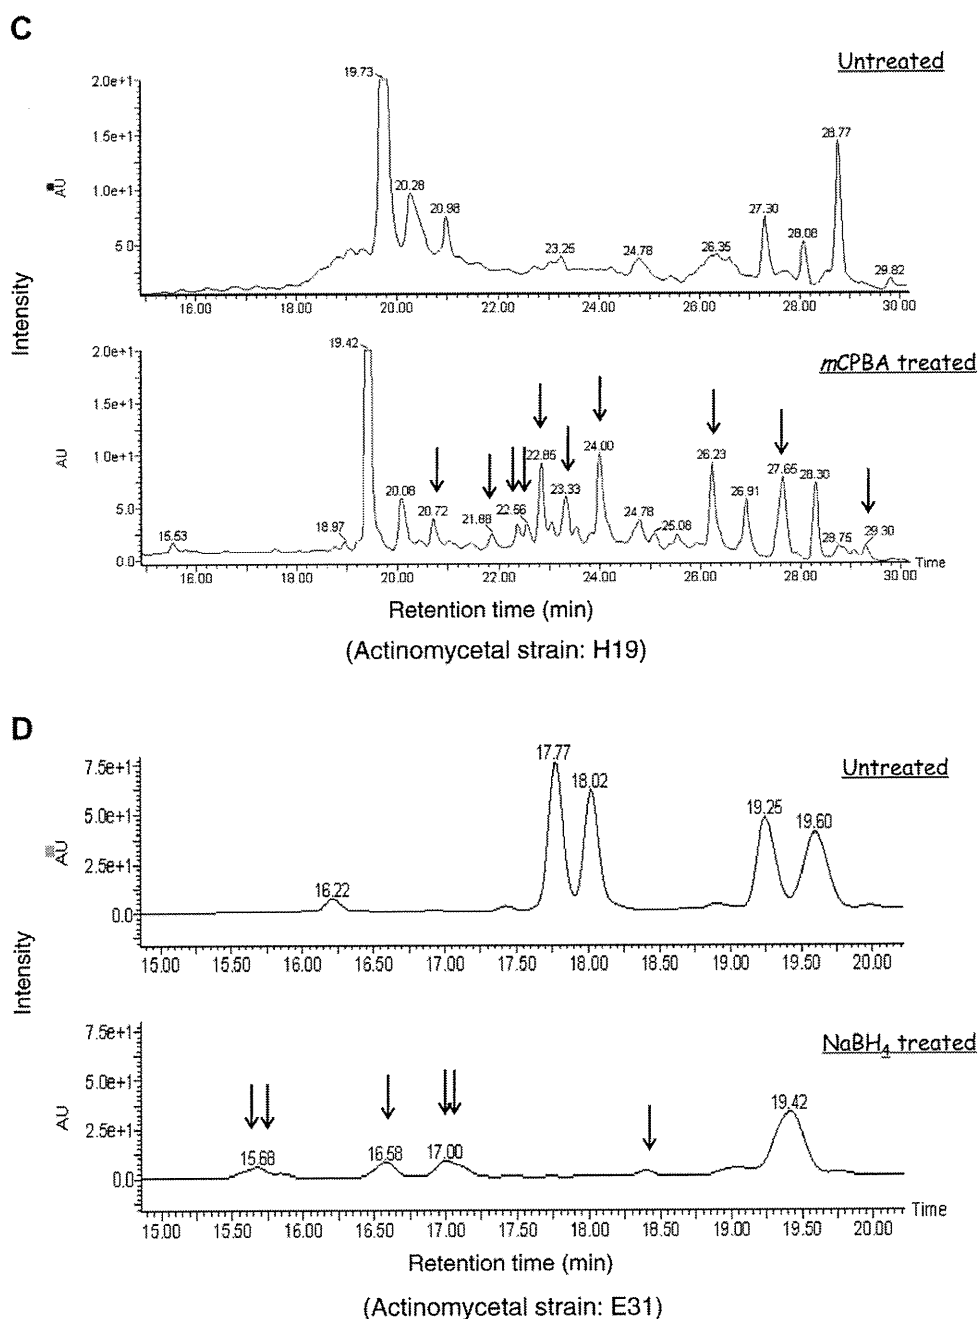 C
Untreated
2.0e+1
1.5e+1
1.0e+1
5.0
AU
19.73
20.28
20.98
23.25
24.78
26.35
27.30
28.08
28.77
29.82
18.00 20.00 22.00 24.00 26.00 28.00 30.00
Intensity
mCPBA treated
2.0e+1
1.5e+1
1.0e+1
5.0
0.0
AU
15.53
18.97
19.42
20.08
20.72
21.88
22.56
22.85
23.33
24.00
24.78
25.08
26.23
26.91
27.65
28.30
28.75
29.30
16.00 18.00 20.00 22.00 24.00 26.00 28.00 30.00 Time
Retention time (min)
(Actinomycetal strain: H19)
D
Untreated
7.5e+1
5.0e+1
2.5e+1
0.0
AU
16.22
17.77
18.02
19.25
19.60
15.00 15.50 16.00 16.50 17.00 17.50 18.00 18.50 19.00 19.50 20.00
Intensity
NaBH4 treated
7.5e+1
5.0e+1
2.5e+1
0.0
AU
15.68
16.58
17.00
19.42
15.00 15.50 16.00 16.50 17.00 17.50 18.00 18.50 19.00 19.50 20.00 Time
Retention time (min)
(Actinomycetal strain: E31)